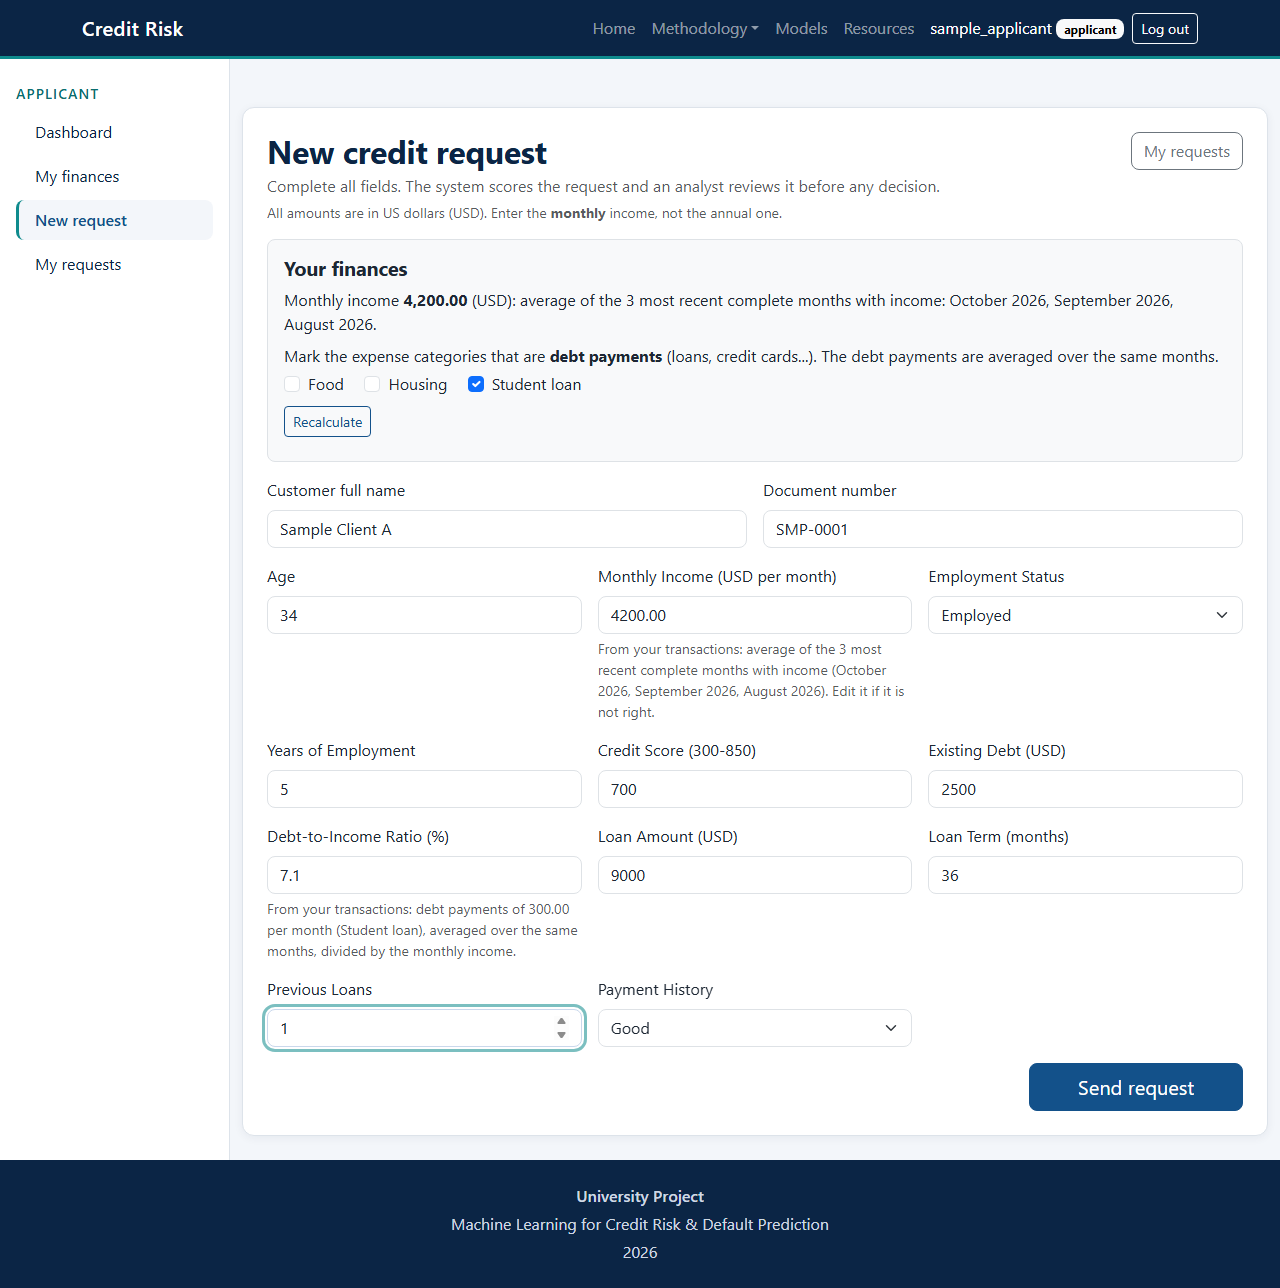 Credit Risk
Home Methodology Models Resources sample_applicant applicant Log out
APPLICANT
Dashboard
My finances
New request
My requests
New credit request
My requests
Complete all fields. The system scores the request and an analyst reviews it before any decision.
All amounts are in US dollars (USD). Enter the monthly income, not the annual one.
Your finances
Monthly income 4,200.00 (USD): average of the 3 most recent complete months with income: October 2026, September 2026,
August 2026.
Mark the expense categories that are debt payments (loans, credit cards...). The debt payments are averaged over the same months.
Food Housing Student loan
Recalculate
Customer full name Document number
Sample Client A SMP-0001
Age Monthly Income (USD per month) Employment Status
34 4200.00 Employed
From your transactions: average of the 3 most
recent complete months with income (October
2026, September 2026, August 2026). Edit it if it is
not right.
Years of Employment Credit Score (300-850) Existing Debt (USD)
5 700 2500
Debt-to-Income Ratio (%) Loan Amount (USD) Loan Term (months)
7.1 9000 36
From your transactions: debt payments of 300.00
per month (Student loan), averaged over the same
months, divided by the monthly income.
Previous Loans Payment History
1 Good
Send request
University Project
Machine Learning for Credit Risk & Default Prediction
2026